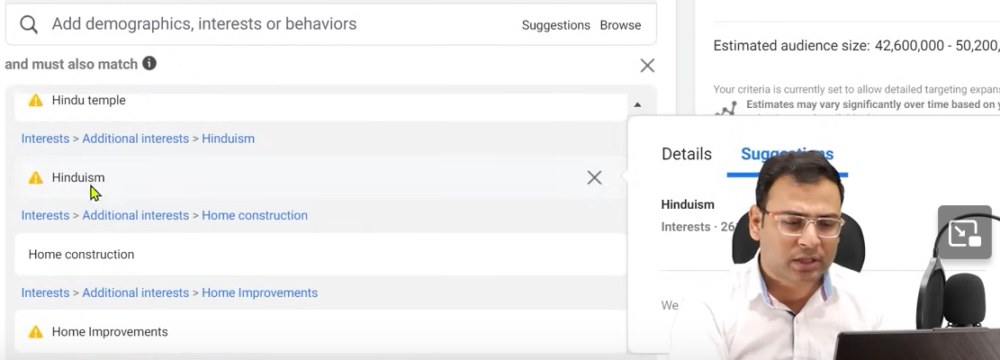 Add demographics, interests or behaviors Suggestions Browse
and must also match
Hindu temple
Interests > Additional interests > Hinduism
Hinduism
Interests > Additional interests > Home construction
Home construction
Interests > Additional interests > Home Improvements
Home Improvements
Estimated audience size: 42,600,000 - 50,200,
Your criteria is currently set to allow detailed targeting expans
Estimates may vary significantly over time based on y
Details Suggestions
Hinduism
Interests · 26
We